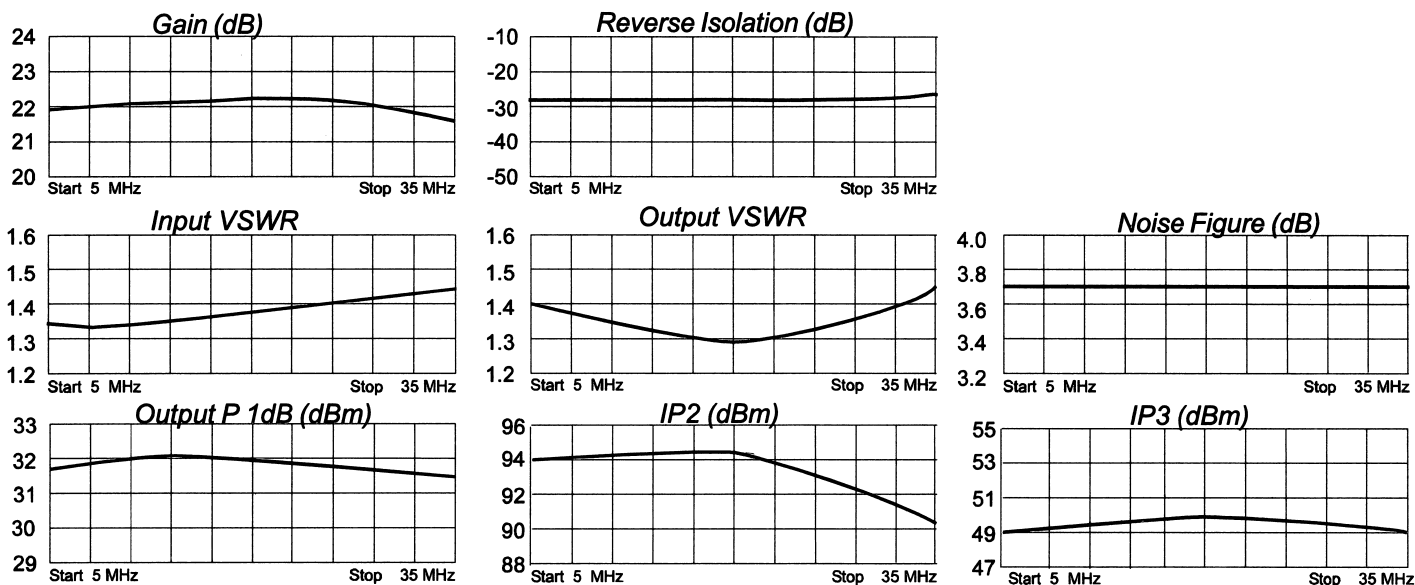 Gain (dB)
24
23
22
21
20
Start 5 MHz
Stop 35 MHz
Reverse Isolation (dB)
-10
-20
-30
-40
-50
Start 5 MHz
Stop 35 MHz
Input VSWR
1.6
1.5
1.4
1.3
1.2
Start 5 MHz
Stop 35 MHz
Output VSWR
1.6
1.5
1.4
1.3
1.2
Start 5 MHz
Stop 35 MHz
Noise Figure (dB)
4.0
3.8
3.6
3.4
3.2
Start 5 MHz
Stop 35 MHz
Output P 1dB (dBm)
33
32
31
30
29
Start 5 MHz
Stop 35 MHz
IP2 (dBm)
96
94
92
90
88
Start 5 MHz
Stop 35 MHz
IP3 (dBm)
55
53
51
49
47
Start 5 MHz
Stop 35 MHz